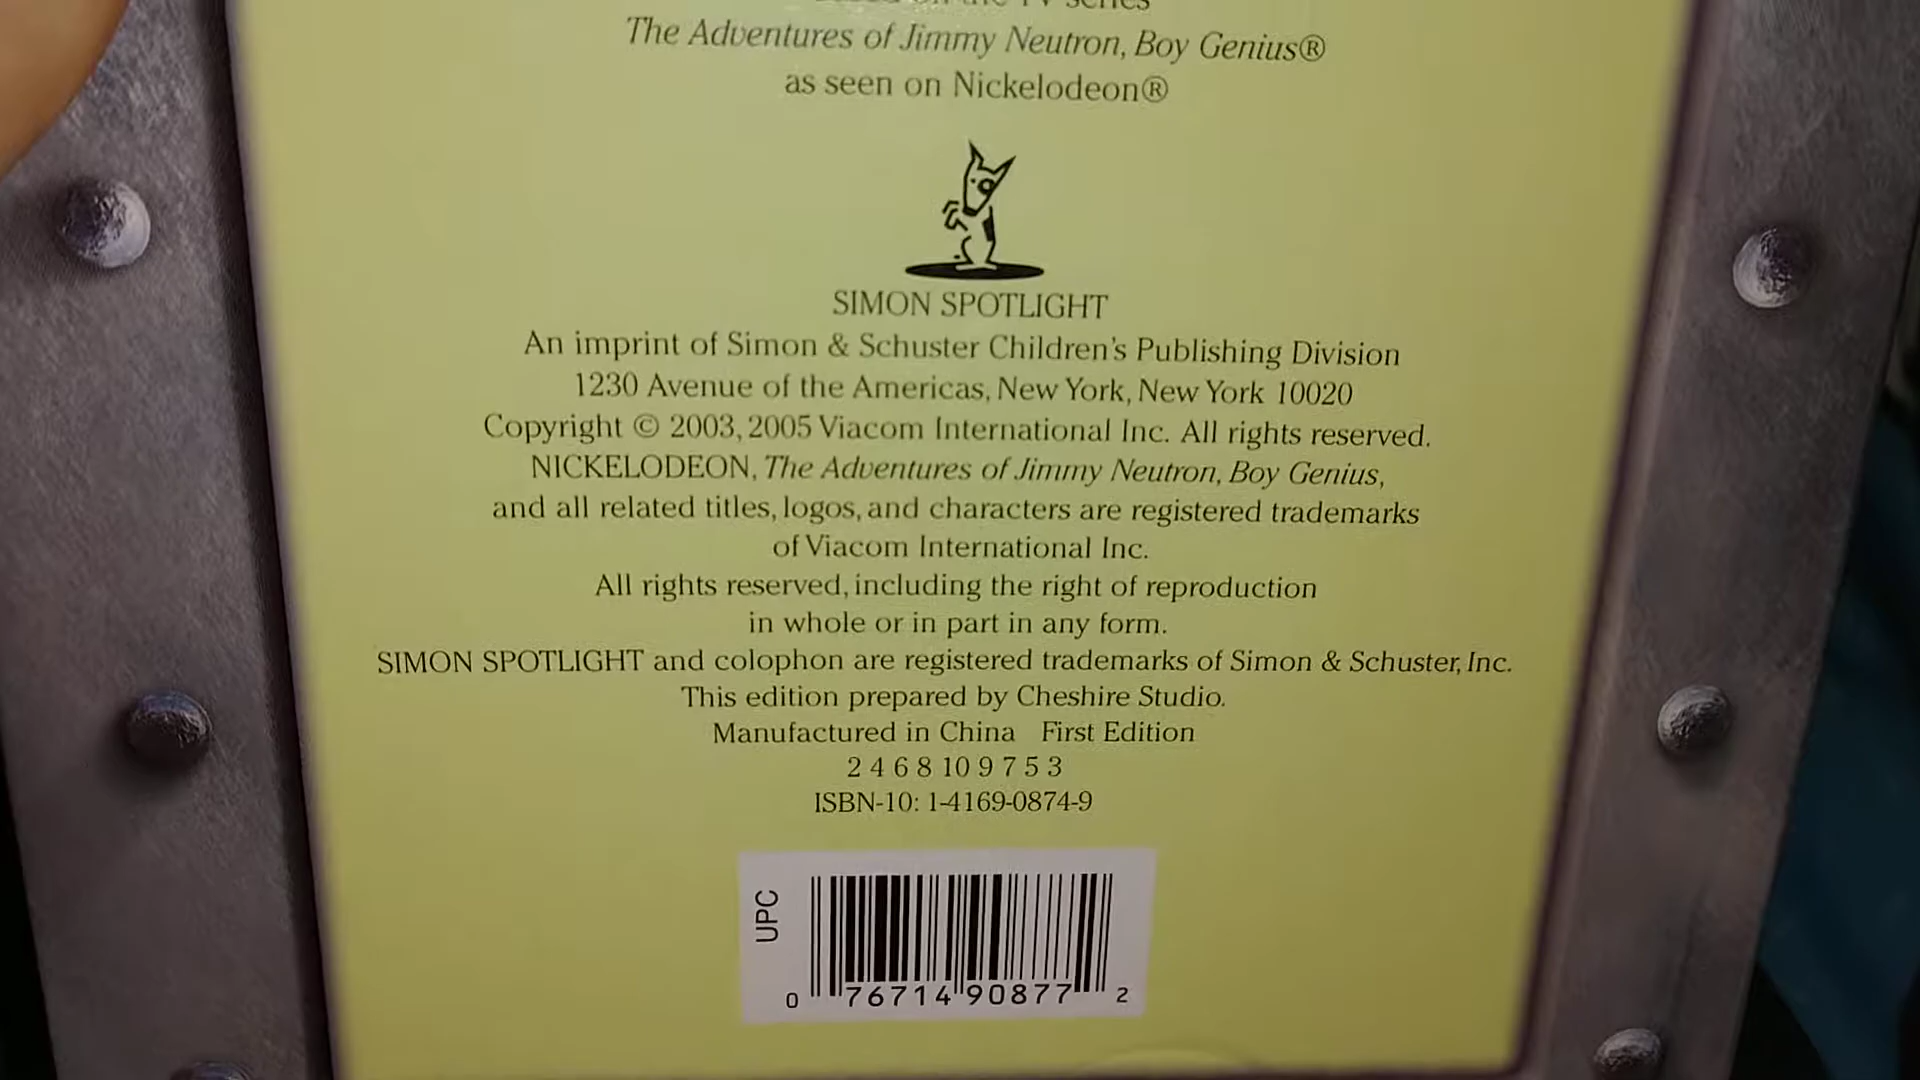 Based on the TV series
The Adventures of Jimmy Neutron, Boy Genius®
as seen on Nickelodeon®
SIMON SPOTLIGHT
An imprint of Simon & Schuster Children's Publishing Division
1230 Avenue of the Americas, New York, New York 10020
Copyright © 2003, 2005 Viacom International Inc. All rights reserved.
NICKELODEON, The Adventures of Jimmy Neutron, Boy Genius,
and all related titles, logos, and characters are registered trademarks
of Viacom International Inc.
All rights reserved, including the right of reproduction
in whole or in part in any form.
SIMON SPOTLIGHT and colophon are registered trademarks of Simon & Schuster, Inc.
This edition prepared by Cheshire Studio.
Manufactured in China First Edition
2 4 6 8 10 9 7 5 3
ISBN-10: 1-4169-0874-9
UPC
0 76714 90877 2